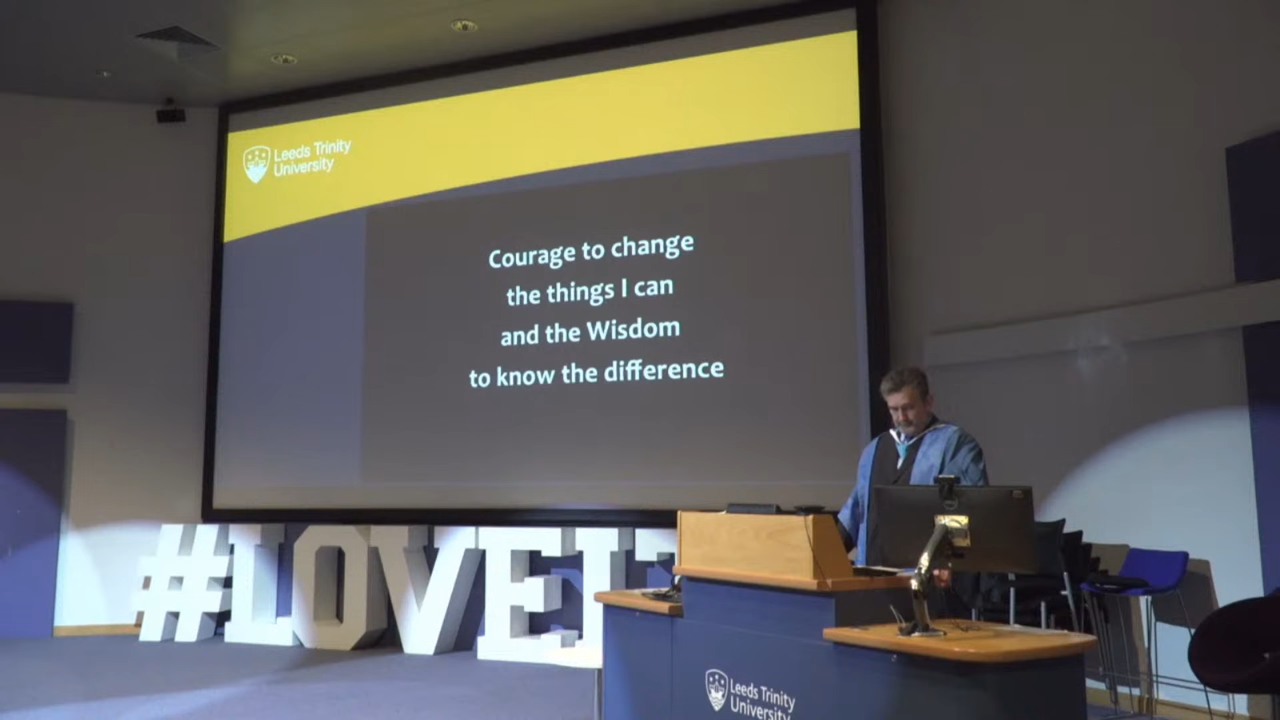 Leeds Trinity
University
Courage to change
the things I can
and the Wisdom
to know the difference
#LOVEIT
Leeds Trinity
University